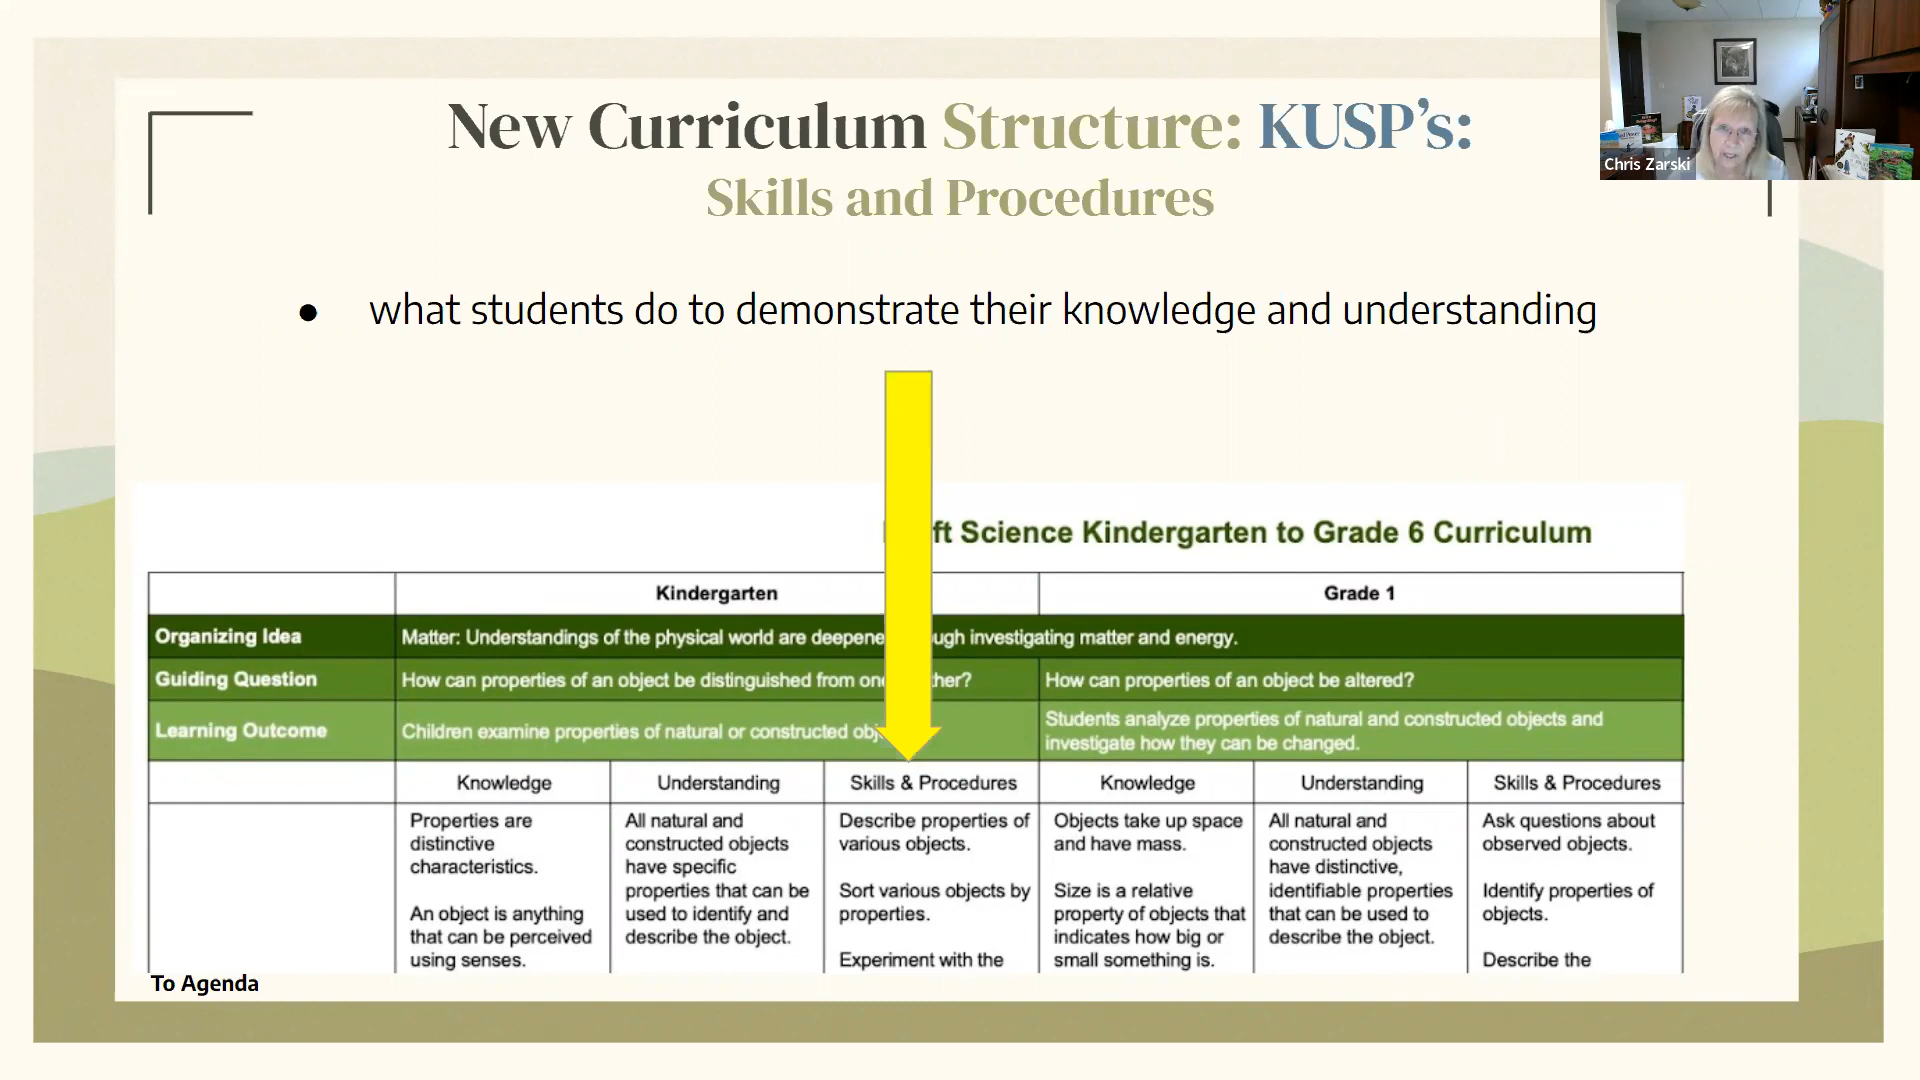 New Curriculum Structure: KUSP’s:
Skills and Procedures
Chris Zarski
● what students do to demonstrate their knowledge and understanding
ft Science Kindergarten to Grade 6 Curriculum
Kindergarten
Grade 1
Organizing Idea
Matter: Understandings of the physical world are deepene ugh investigating matter and energy.
Guiding Question
How can properties of an object be distinguished from one ther?
How can properties of an object be altered?
Learning Outcome
Children examine properties of natural or constructed obj
Students analyze properties of natural and constructed objects and
investigate how they can be changed.
Knowledge
Understanding
Skills & Procedures
Knowledge
Understanding
Skills & Procedures
Properties are
distinctive
characteristics.
An object is anything
that can be perceived
using senses.
All natural and
constructed objects
have specific
properties that can be
used to identify and
describe the object.
Describe properties of
various objects.
Sort various objects by
properties.
Experiment with the
Objects take up space
and have mass.
Size is a relative
property of objects that
indicates how big or
small something is.
All natural and
constructed objects
have distinctive,
identifiable properties
that can be used to
describe the object.
Ask questions about
observed objects.
Identify properties of
objects.
Describe the
To Agenda